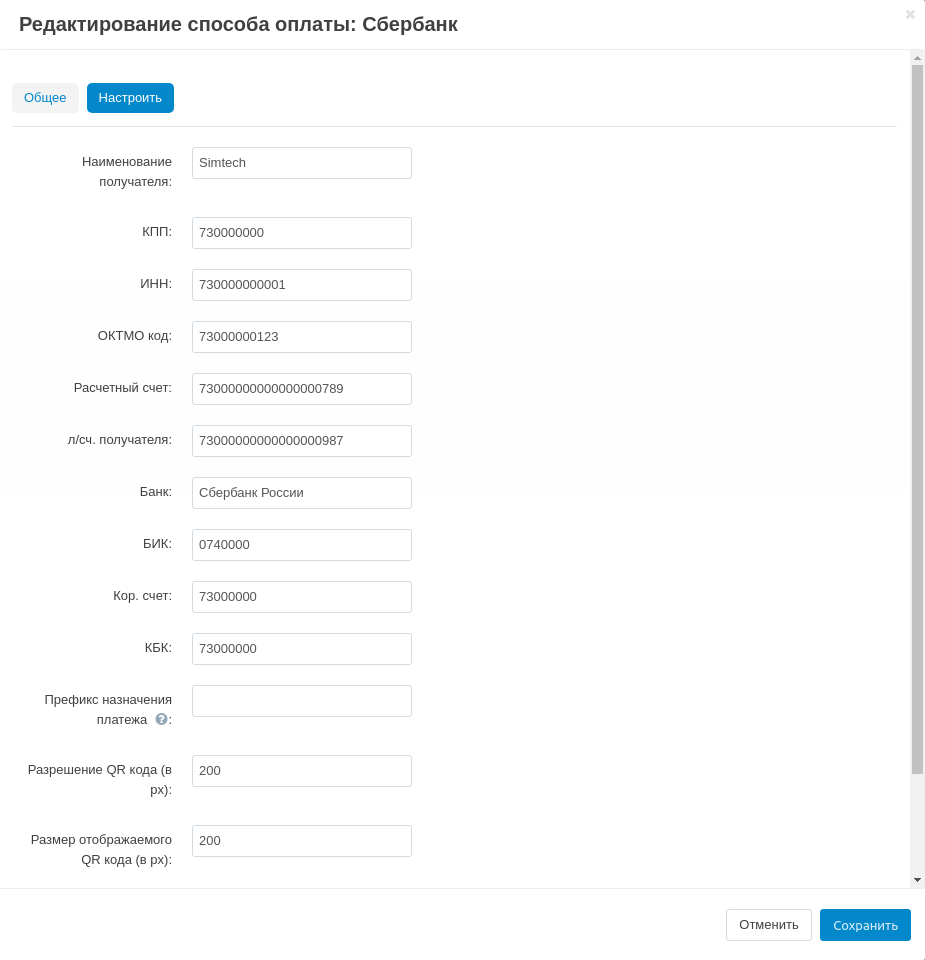 Редактирование способа оплаты: Сбербанк
Общее
Настроить
Наименование
получателя:
Simtech
КПП:
730000000
ИНН:
730000000001
ОКТМО код:
73000000123
Расчетный счет:
73000000000000000789
л/сч. получателя:
73000000000000000987
Банк:
Сбербанк России
БИК:
0740000
Кор. счет:
73000000
КБК:
73000000
Префикс назначения
платежа ?:
Разрешение QR кода (в
px):
200
Размер отображаемого
QR кода (в px):
200
Отменить
Сохранить